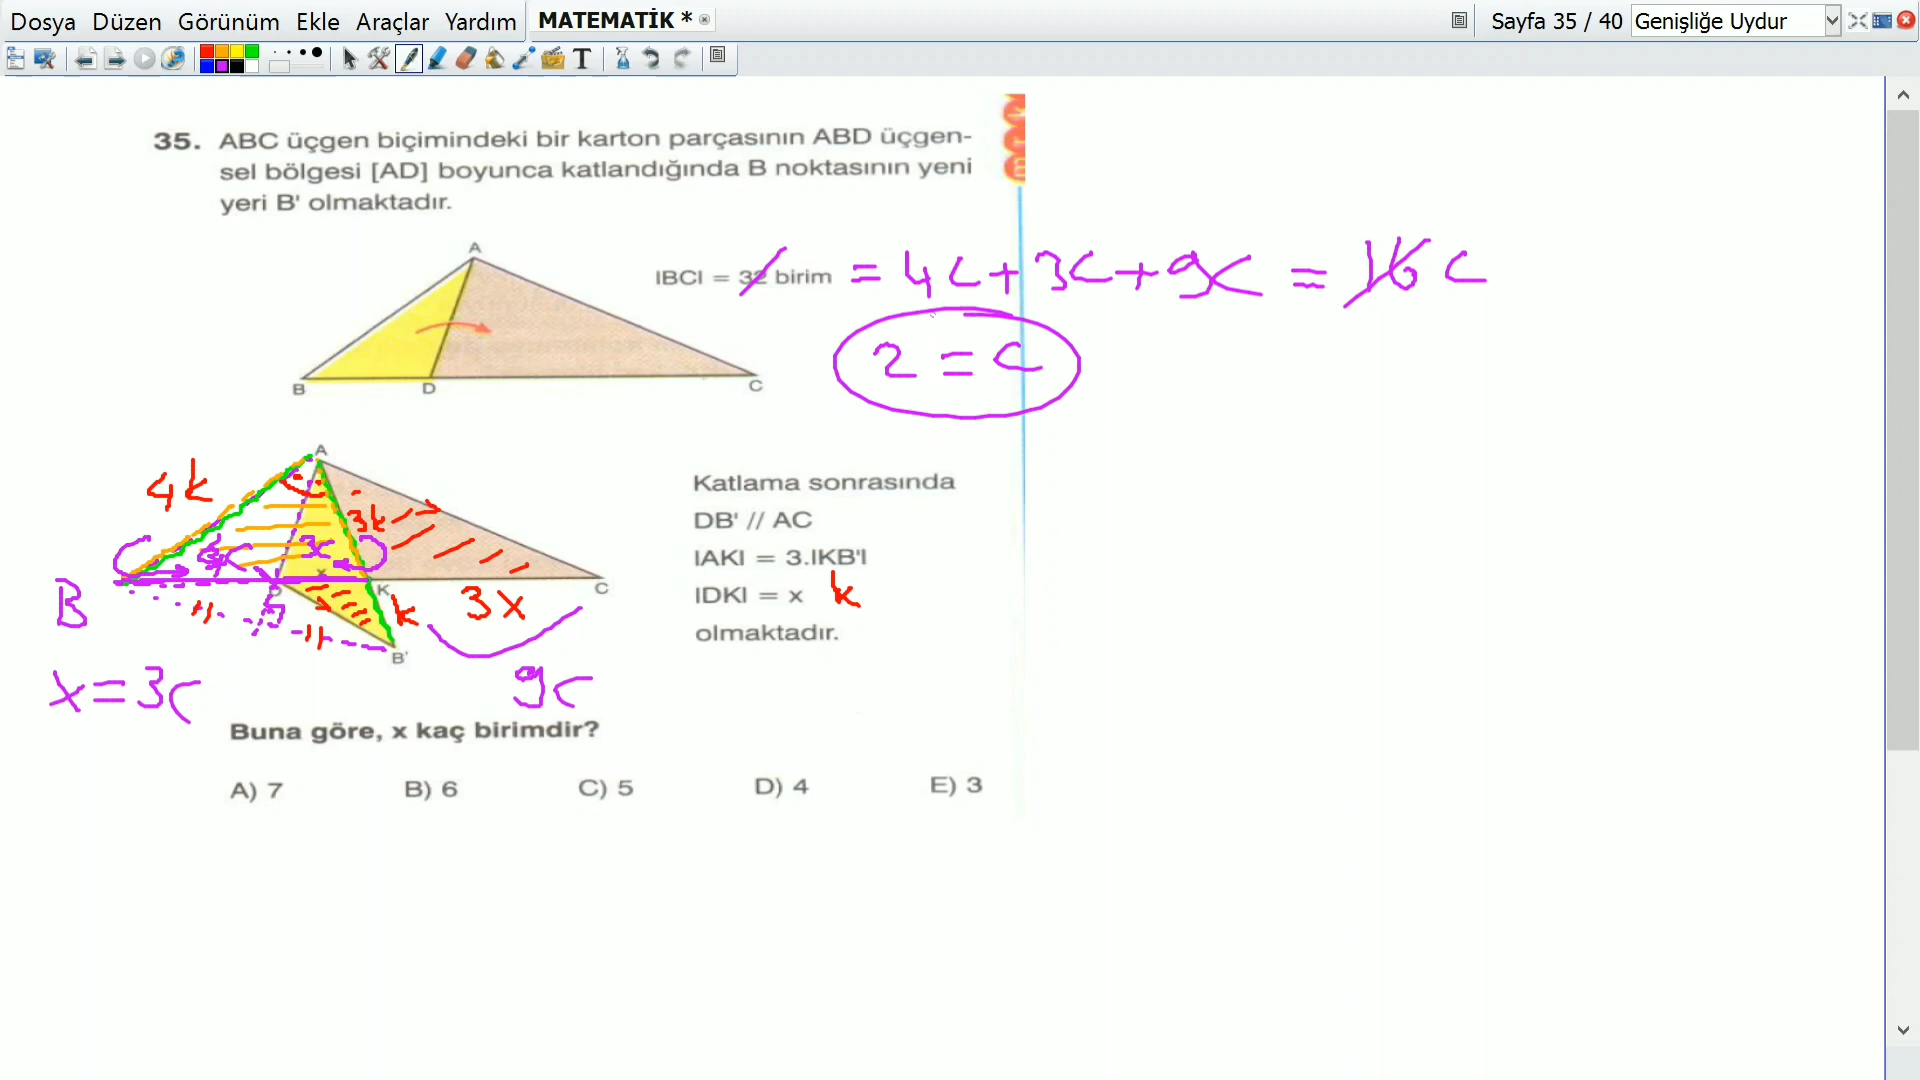 Dosya Düzen Görünüm Ekle Araçlar Yardım MATEMATİK * Sayfa 35 / 40 Genişliğe Uydur
35. ABC üçgen biçimindeki bir karton parçasının ABD üçgen-
sel bölgesi [AD] boyunca katlandığında B noktasının yeni
yeri B' olmaktadır.
A
IBCI = 32 birim = 4c + 3c + 9c = 16 c
2 = c
B D C
A
4k
Katlama sonrasında
3k
DB' // AC
3c
IAKI = 3.IKB'I
x
K C
B
k 3x
IDKI = x k
olmaktadır.
B'
x = 3c 9c
Buna göre, x kaç birimdir?
A) 7 B) 6 C) 5 D) 4 E) 3